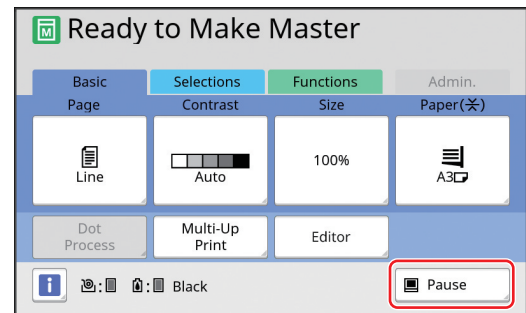 M Ready to Make Master
Basic Selections Functions Admin.
Page Contrast Size Paper(⚹)
Line Auto 100% A3
Dot Process Multi-Up Print Editor
i : : Black Pause